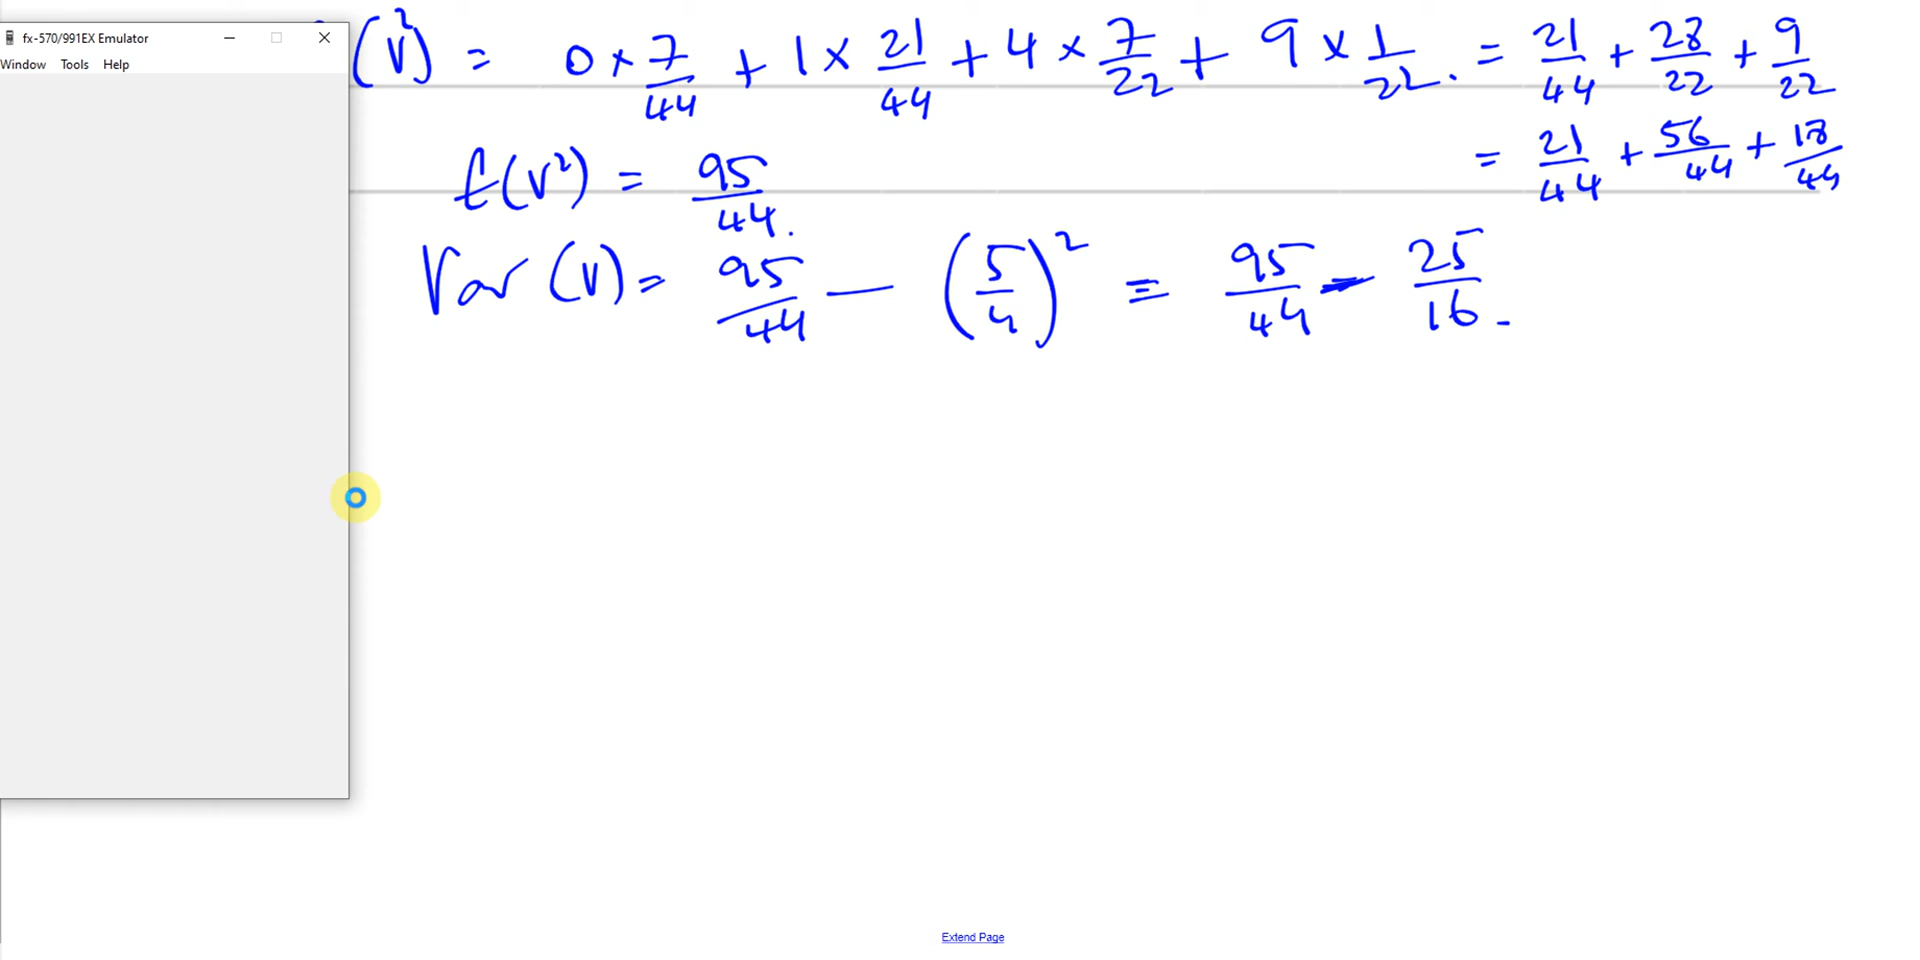 fx-570/991EX Emulator
Window Tools Help
(V²) = 0 × 7/44 + 1 × 21/44 + 4 × 7/22 + 9 × 1/22. = 21/44 + 28/22 + 9/22
= 21/44 + 56/44 + 18/44
E(V²) = 95/44.
Var (V) = 95/44 — (5/4)² = 95/44 - 25/16.
Extend Page